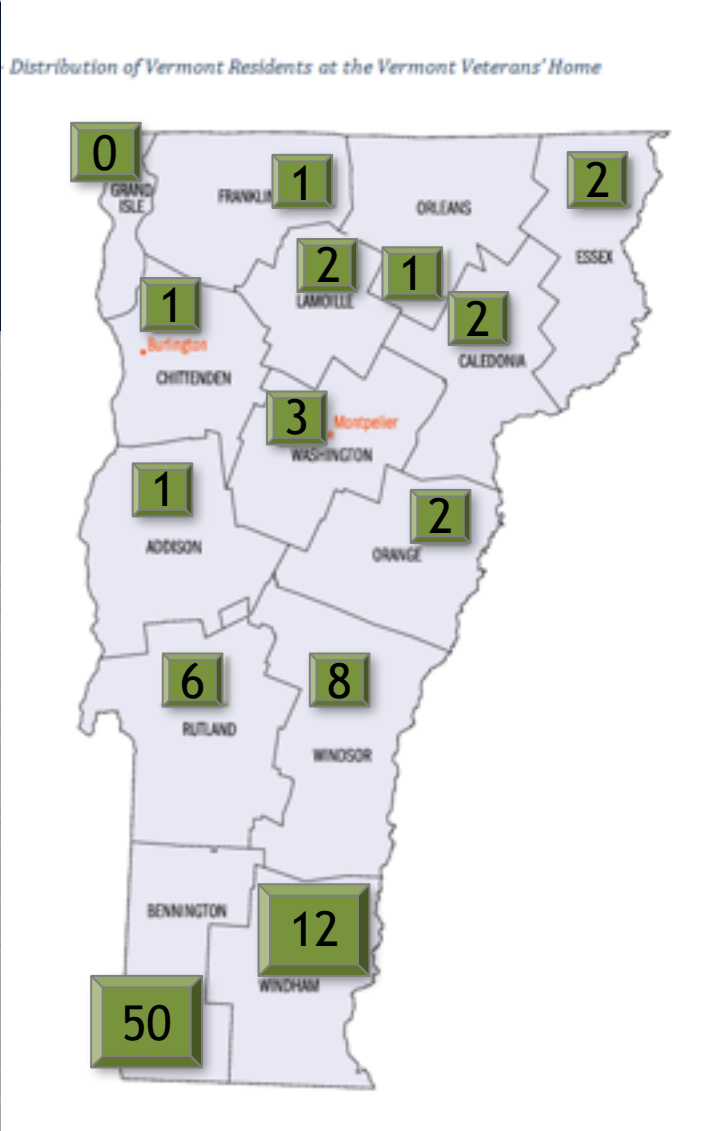 - Distribution of Vermont Residents at the Vermont Veterans' Home
0
GRAND
ISLE
FRANKLIN
1
ORLEANS
2
ESSEX
2
LAMOILLE
1
2
CALEDONIA
1
Burlington
CHITTENDEN
3
Montpelier
WASHINGTON
1
ADDISON
2
ORANGE
6
RUTLAND
8
WINDSOR
BENNINGTON
12
WINDHAM
50